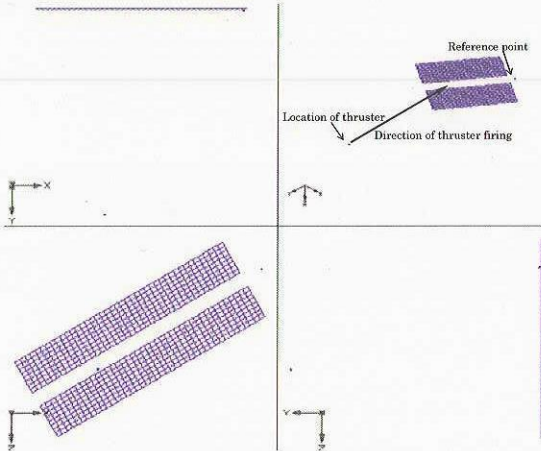 Reference point
Location of thruster
Direction of thruster firing
X
Y
Z
Y
Z